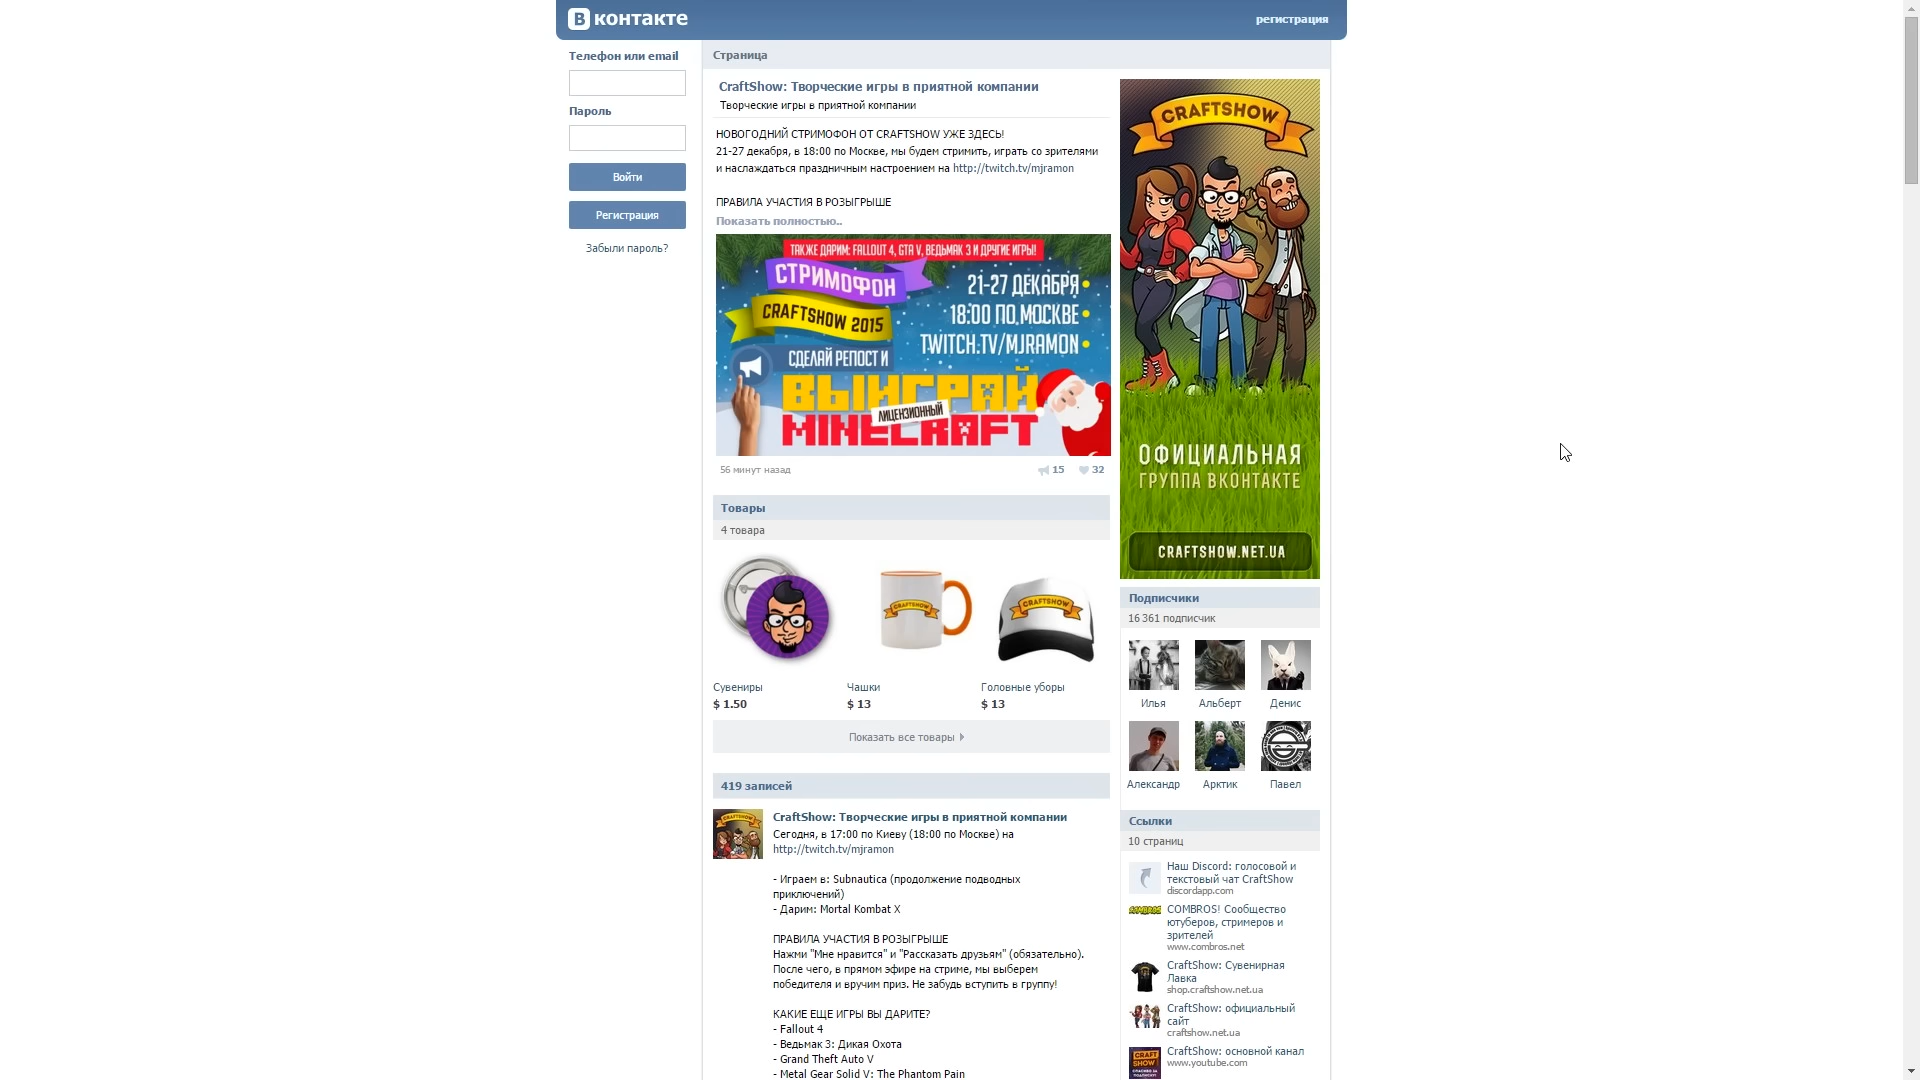 В контакте
регистрация
Телефон или email
Пароль
Войти
Регистрация
Забыли пароль?
Страница
CraftShow: Творческие игры в приятной компании
Творческие игры в приятной компании
НОВОГОДНИЙ СТРИМОФОН ОТ CRAFTSHOW УЖЕ ЗДЕСЬ!
21-27 декабря, в 18:00 по Москве, мы будем стримить, играть со зрителями
и наслаждаться праздничным настроением на http://twitch.tv/mjramon
ПРАВИЛА УЧАСТИЯ В РОЗЫГРЫШЕ
Показать полностью..
ТАКЖЕ ДАРИМ: FALLOUT 4, GTA V, ВЕДЬМАК 3 И ДРУГИЕ ИГРЫ!
СТРИМОФОН
CRAFTSHOW 2015
21-27 ДЕКАБРЯ
18:00 ПО МОСКВЕ
TWITCH.TV/MJRAMON
СДЕЛАЙ РЕПОСТ И
ВЫИГРАЙ
ЛИЦЕНЗИОННЫЙ
MINECRAFT
56 минут назад
15
32
Товары
4 товара
CRAFTSHOW
CRAFTSHOW
Сувениры
$ 1.50
Чашки
$ 13
Головные уборы
$ 13
Показать все товары
419 записей
CRAFTSHOW
CraftShow: Творческие игры в приятной компании
Сегодня, в 17:00 по Киеву (18:00 по Москве) на
http://twitch.tv/mjramon
- Играем в: Subnautica (продолжение подводных
приключений)
- Дарим: Mortal Kombat X
ПРАВИЛА УЧАСТИЯ В РОЗЫГРЫШЕ
Нажми "Мне нравится" и "Рассказать друзьям" (обязательно).
После чего, в прямом эфире на стриме, мы выберем
победителя и вручим приз. Не забудь вступить в группу!
КАКИЕ ЕЩЕ ИГРЫ ВЫ ДАРИТЕ?
- Fallout 4
- Ведьмак 3: Дикая Охота
- Grand Theft Auto V
- Metal Gear Solid V: The Phantom Pain
CRAFTSHOW
ОФИЦИАЛЬНАЯ
ГРУППА ВКОНТАКТЕ
CRAFTSHOW.NET.UA
Подписчики
16 361 подписчик
Илья
Альберт
Денис
Александр
Арктик
Павел
Ссылки
10 страниц
Наш Discord: голосовой и
текстовый чат CraftShow
discordapp.com
COMBROS
COMBROS! Сообщество
ютуберов, стримеров и
зрителей
www.combros.net
CraftShow: Сувенирная
Лавка
shop.craftshow.net.ua
CraftShow: официальный
сайт
craftshow.net.ua
CRAFT
SHOW
CraftShow: основной канал
www.youtube.com